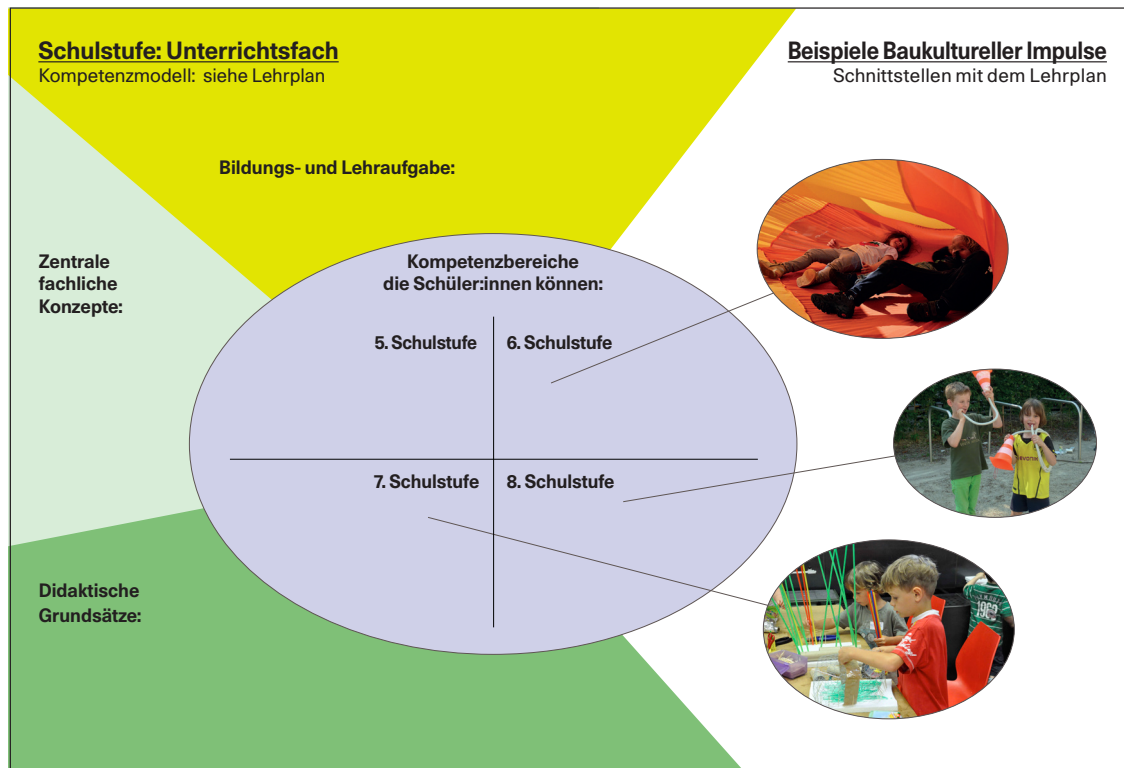 Schulstufe: Unterrichtsfach
Kompetenzmodell: siehe Lehrplan
Beispiele Baukultureller Impulse
Schnittstellen mit dem Lehrplan
Bildungs- und Lehraufgabe:
Zentrale
fachliche
Konzepte:
Kompetenzbereiche
die Schüler:innen können:
5. Schulstufe
6. Schulstufe
7. Schulstufe
8. Schulstufe
Didaktische
Grundsätze:
1962